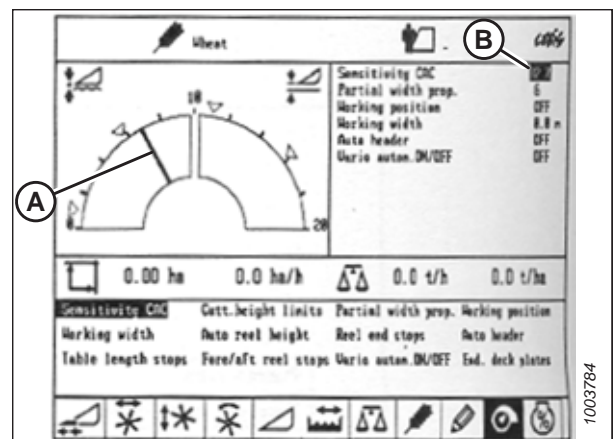 Wheat
B
10
20
A
Sensitivity CAC
Partial width prop. 6
Working position OFF
Working width m
Auto header OFF
Vario autom.ON/OFF OFF
0.00 ha 0.0 ha/h 0.0 t/h 0.0 t/ha
Sensitivity CAC Cutt.height limits Partial width prop. Working position
Working width Auto reel height Reel end stops Auto header
Table length stops Fore/aft reel stops Vario autom.ON/OFF End. deck plates
1003784